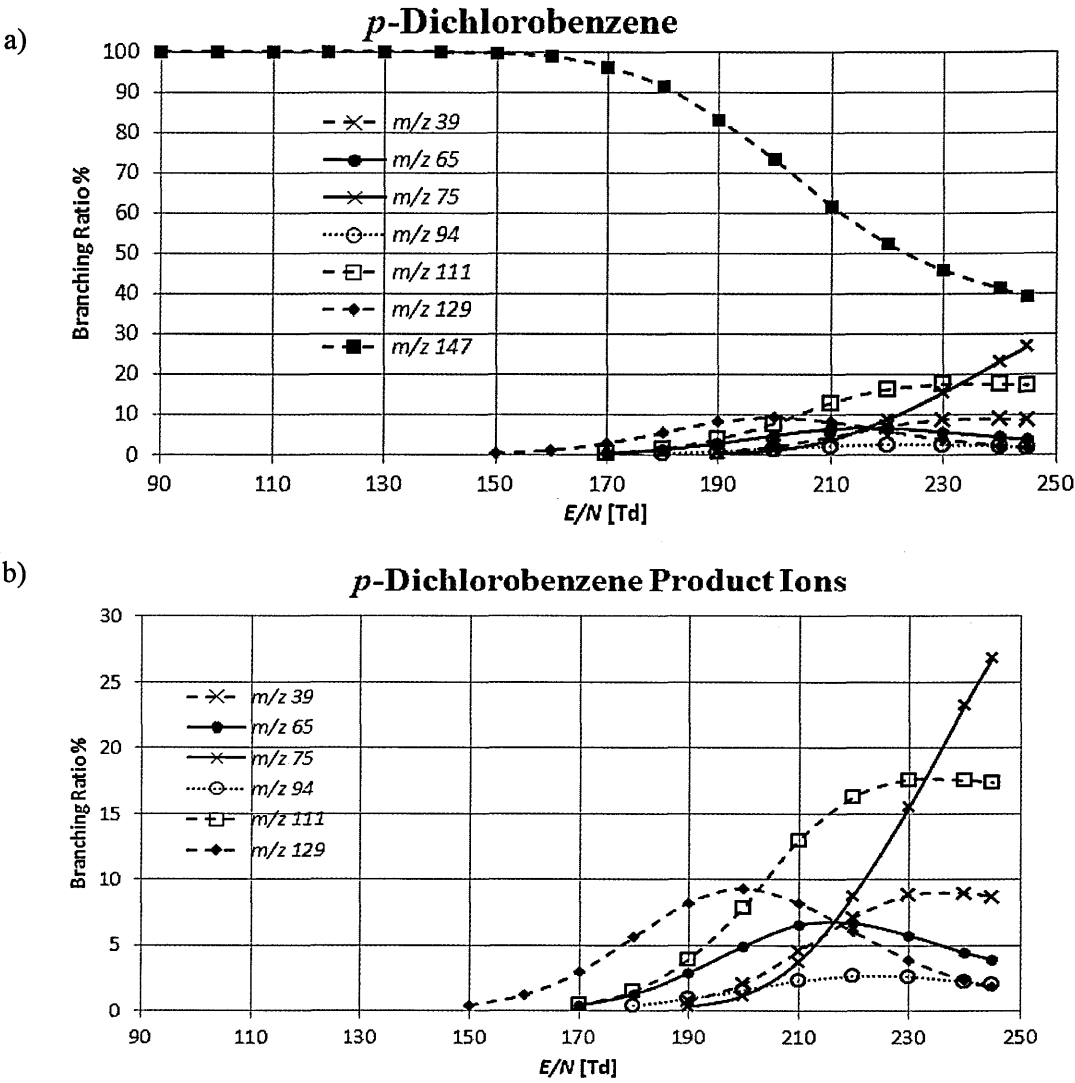 a)
p-Dichlorobenzene
Branching Ratio%
100
90
80
70
60
50
40
30
20
10
0
m/z 39
m/z 65
m/z 75
m/z 94
m/z 111
m/z 129
m/z 147
90 110 130 150 170 190 210 230 250
E/N [Td]
b)
p-Dichlorobenzene Product Ions
Branching Ratio%
30
25
20
15
10
5
0
m/z 39
m/z 65
m/z 75
m/z 94
m/z 111
m/z 129
90 110 130 150 170 190 210 230 250
E/N [Td]